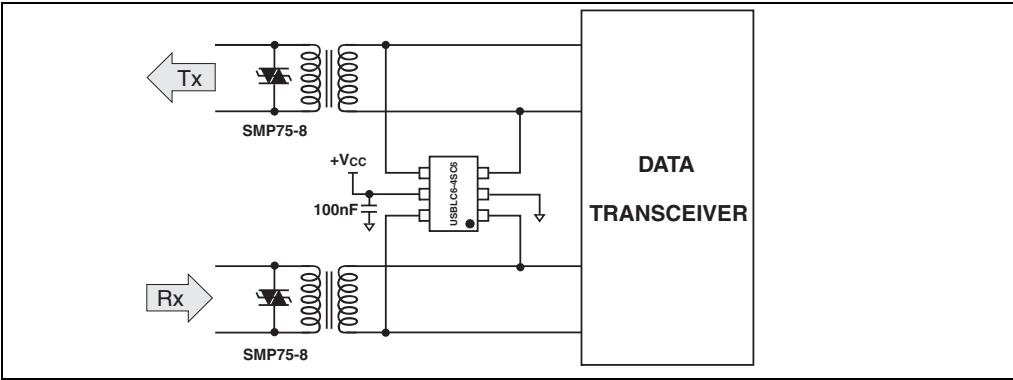 Tx
SMP75-8
+Vcc
100nF
USBLC6-4SC6
DATA
TRANSCEIVER
Rx
SMP75-8